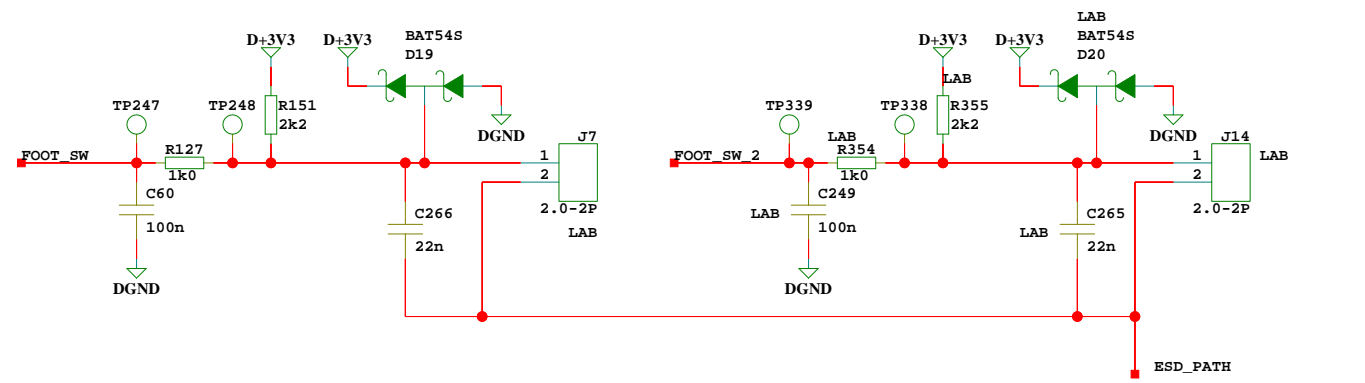 LAB
BAT54S
D19
D+3V3
D+3V3
BAT54S
D20
D+3V3
D+3V3
LAB
TP247
TP248
R151
2k2
DGND
J7
TP339
TP338
R355
2k2
DGND
J14
FOOT_SW
R127
1k0
1
2
FOOT_SW_2
LAB
R354
1k0
1
2
LAB
C60
100n
C266
22n
2.0-2P
LAB
C249
LAB
100n
C265
LAB
22n
2.0-2P
DGND
DGND
ESD_PATH